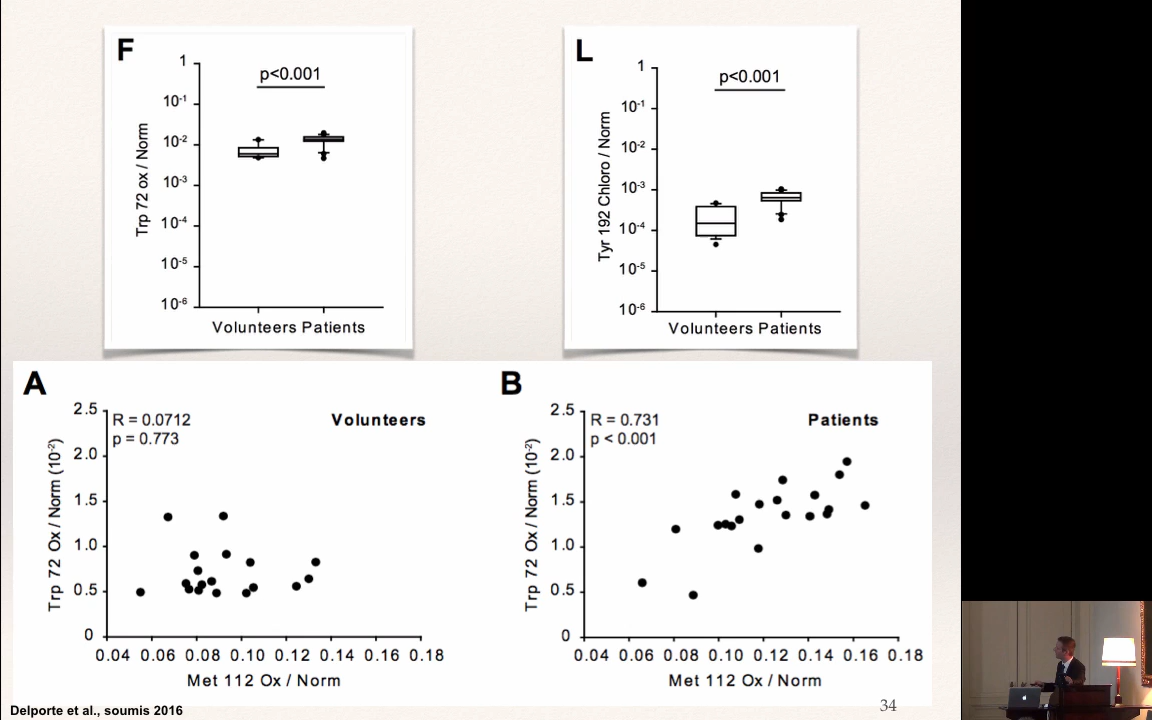 F
p<0.001
1
10-1
10-2
10-3
10-4
10-5
10-6
Trp 72 ox / Norm
Volunteers Patients
L
p<0.001
1
10-1
10-2
10-3
10-4
10-5
10-6
Tyr 192 Chloro / Norm
Volunteers Patients
A
R = 0.0712
p = 0.773
Volunteers
2.5
2.0
1.5
1.0
0.5
0
Trp 72 Ox / Norm (10-2)
0.04 0.06 0.08 0.10 0.12 0.14 0.16 0.18
Met 112 Ox / Norm
B
R = 0.731
p < 0.001
Patients
2.5
2.0
1.5
1.0
0.5
0
Trp 72 Ox / Norm (10-2)
0.04 0.06 0.08 0.10 0.12 0.14 0.16 0.18
Met 112 Ox / Norm
Delporte et al., soumis 2016
34